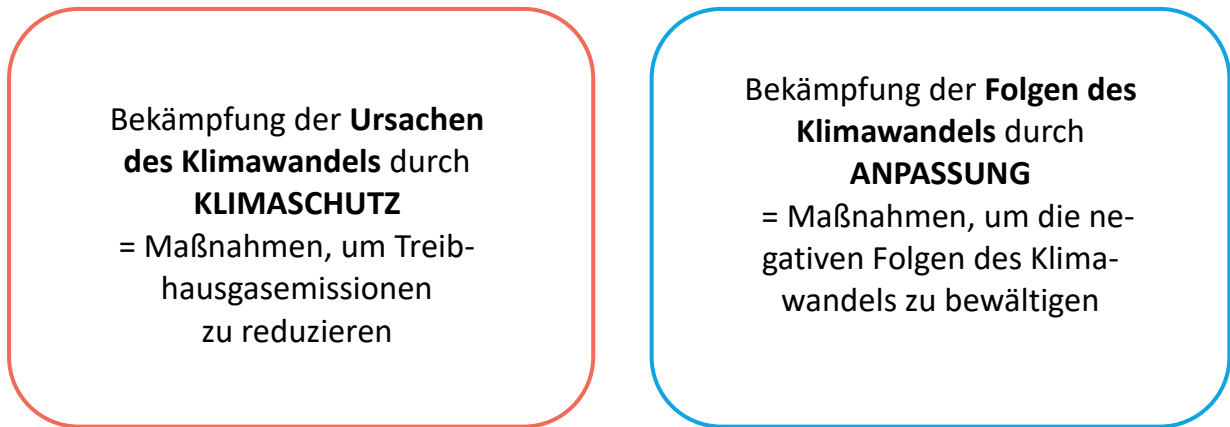 Bekämpfung der Ursachen
des Klimawandels durch
KLIMASCHUTZ
= Maßnahmen, um Treib-
hausgasemissionen
zu reduzieren
Bekämpfung der Folgen des
Klimawandels durch
ANPASSUNG
= Maßnahmen, um die ne-
gativen Folgen des Klima-
wandels zu bewältigen